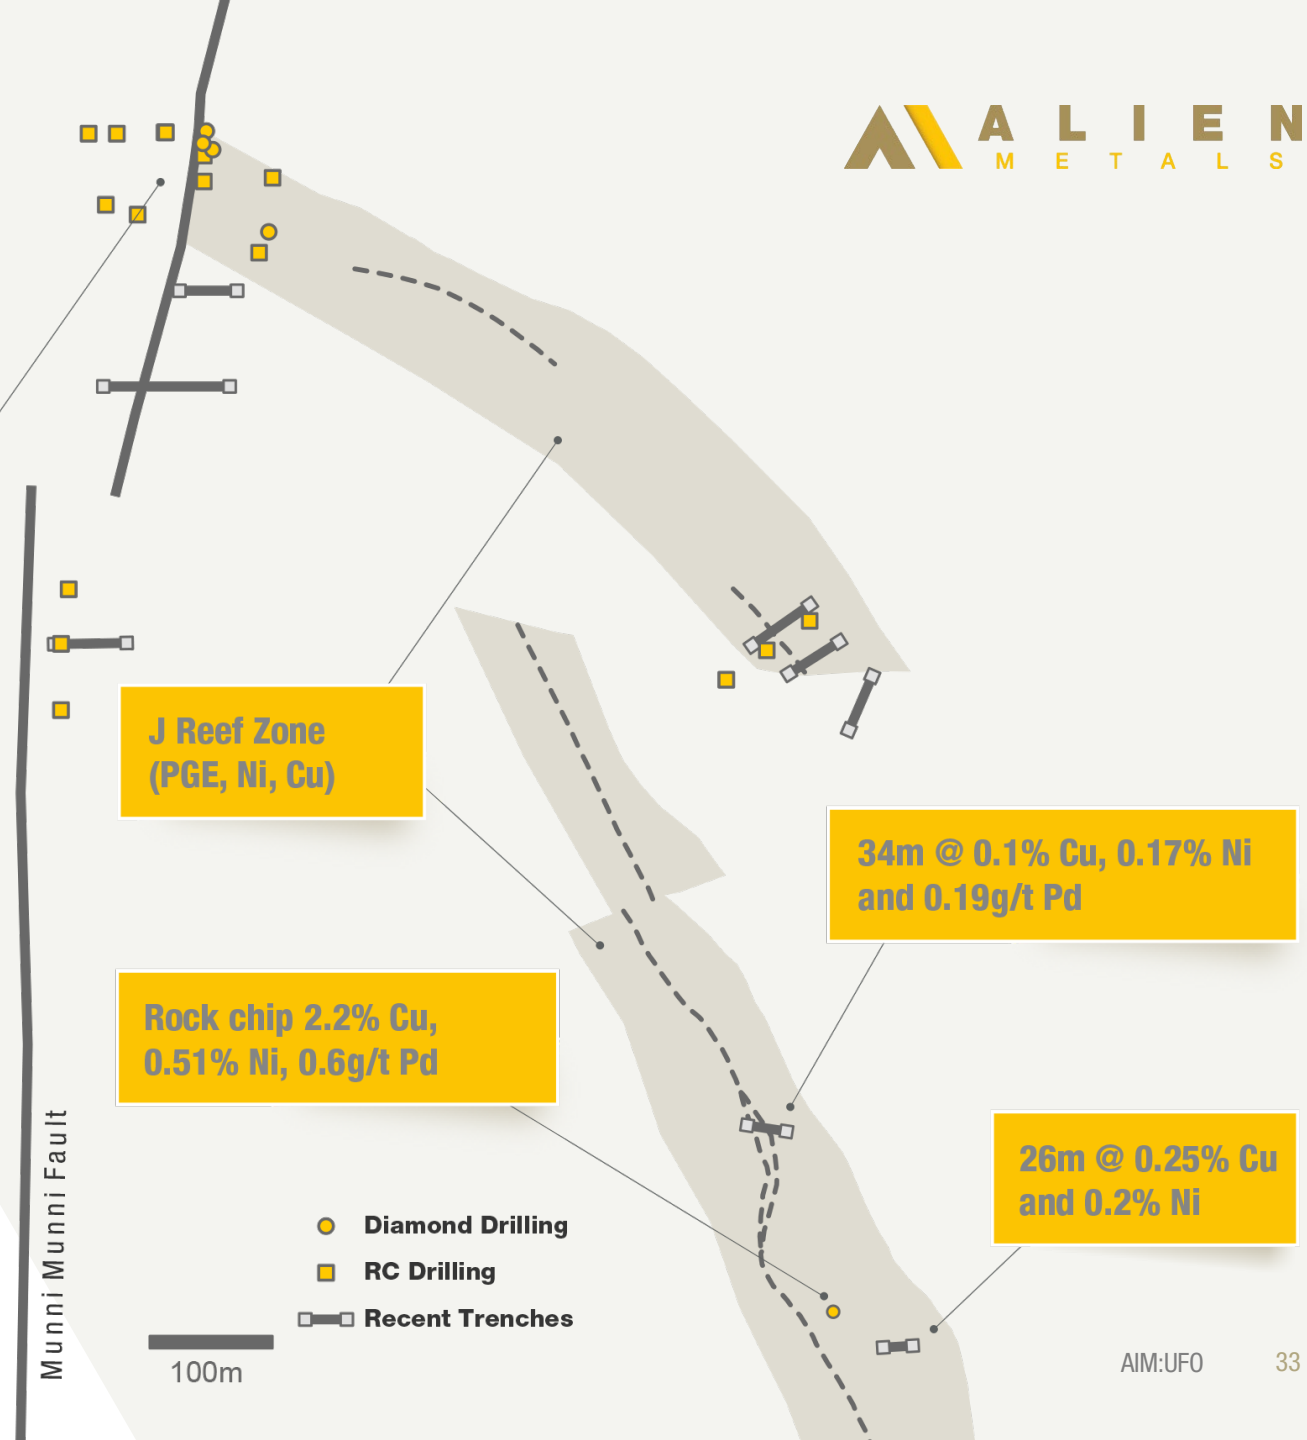 ALIEN
METALS
J Reef Zone
(PGE, Ni, Cu)
34m @ 0.1% Cu, 0.17% Ni
and 0.19g/t Pd
Rock chip 2.2% Cu,
0.51% Ni, 0.6g/t Pd
26m @ 0.25% Cu
and 0.2% Ni
Munni Munni Fault
Diamond Drilling
RC Drilling
Recent Trenches
100m
AIM:UFO
33